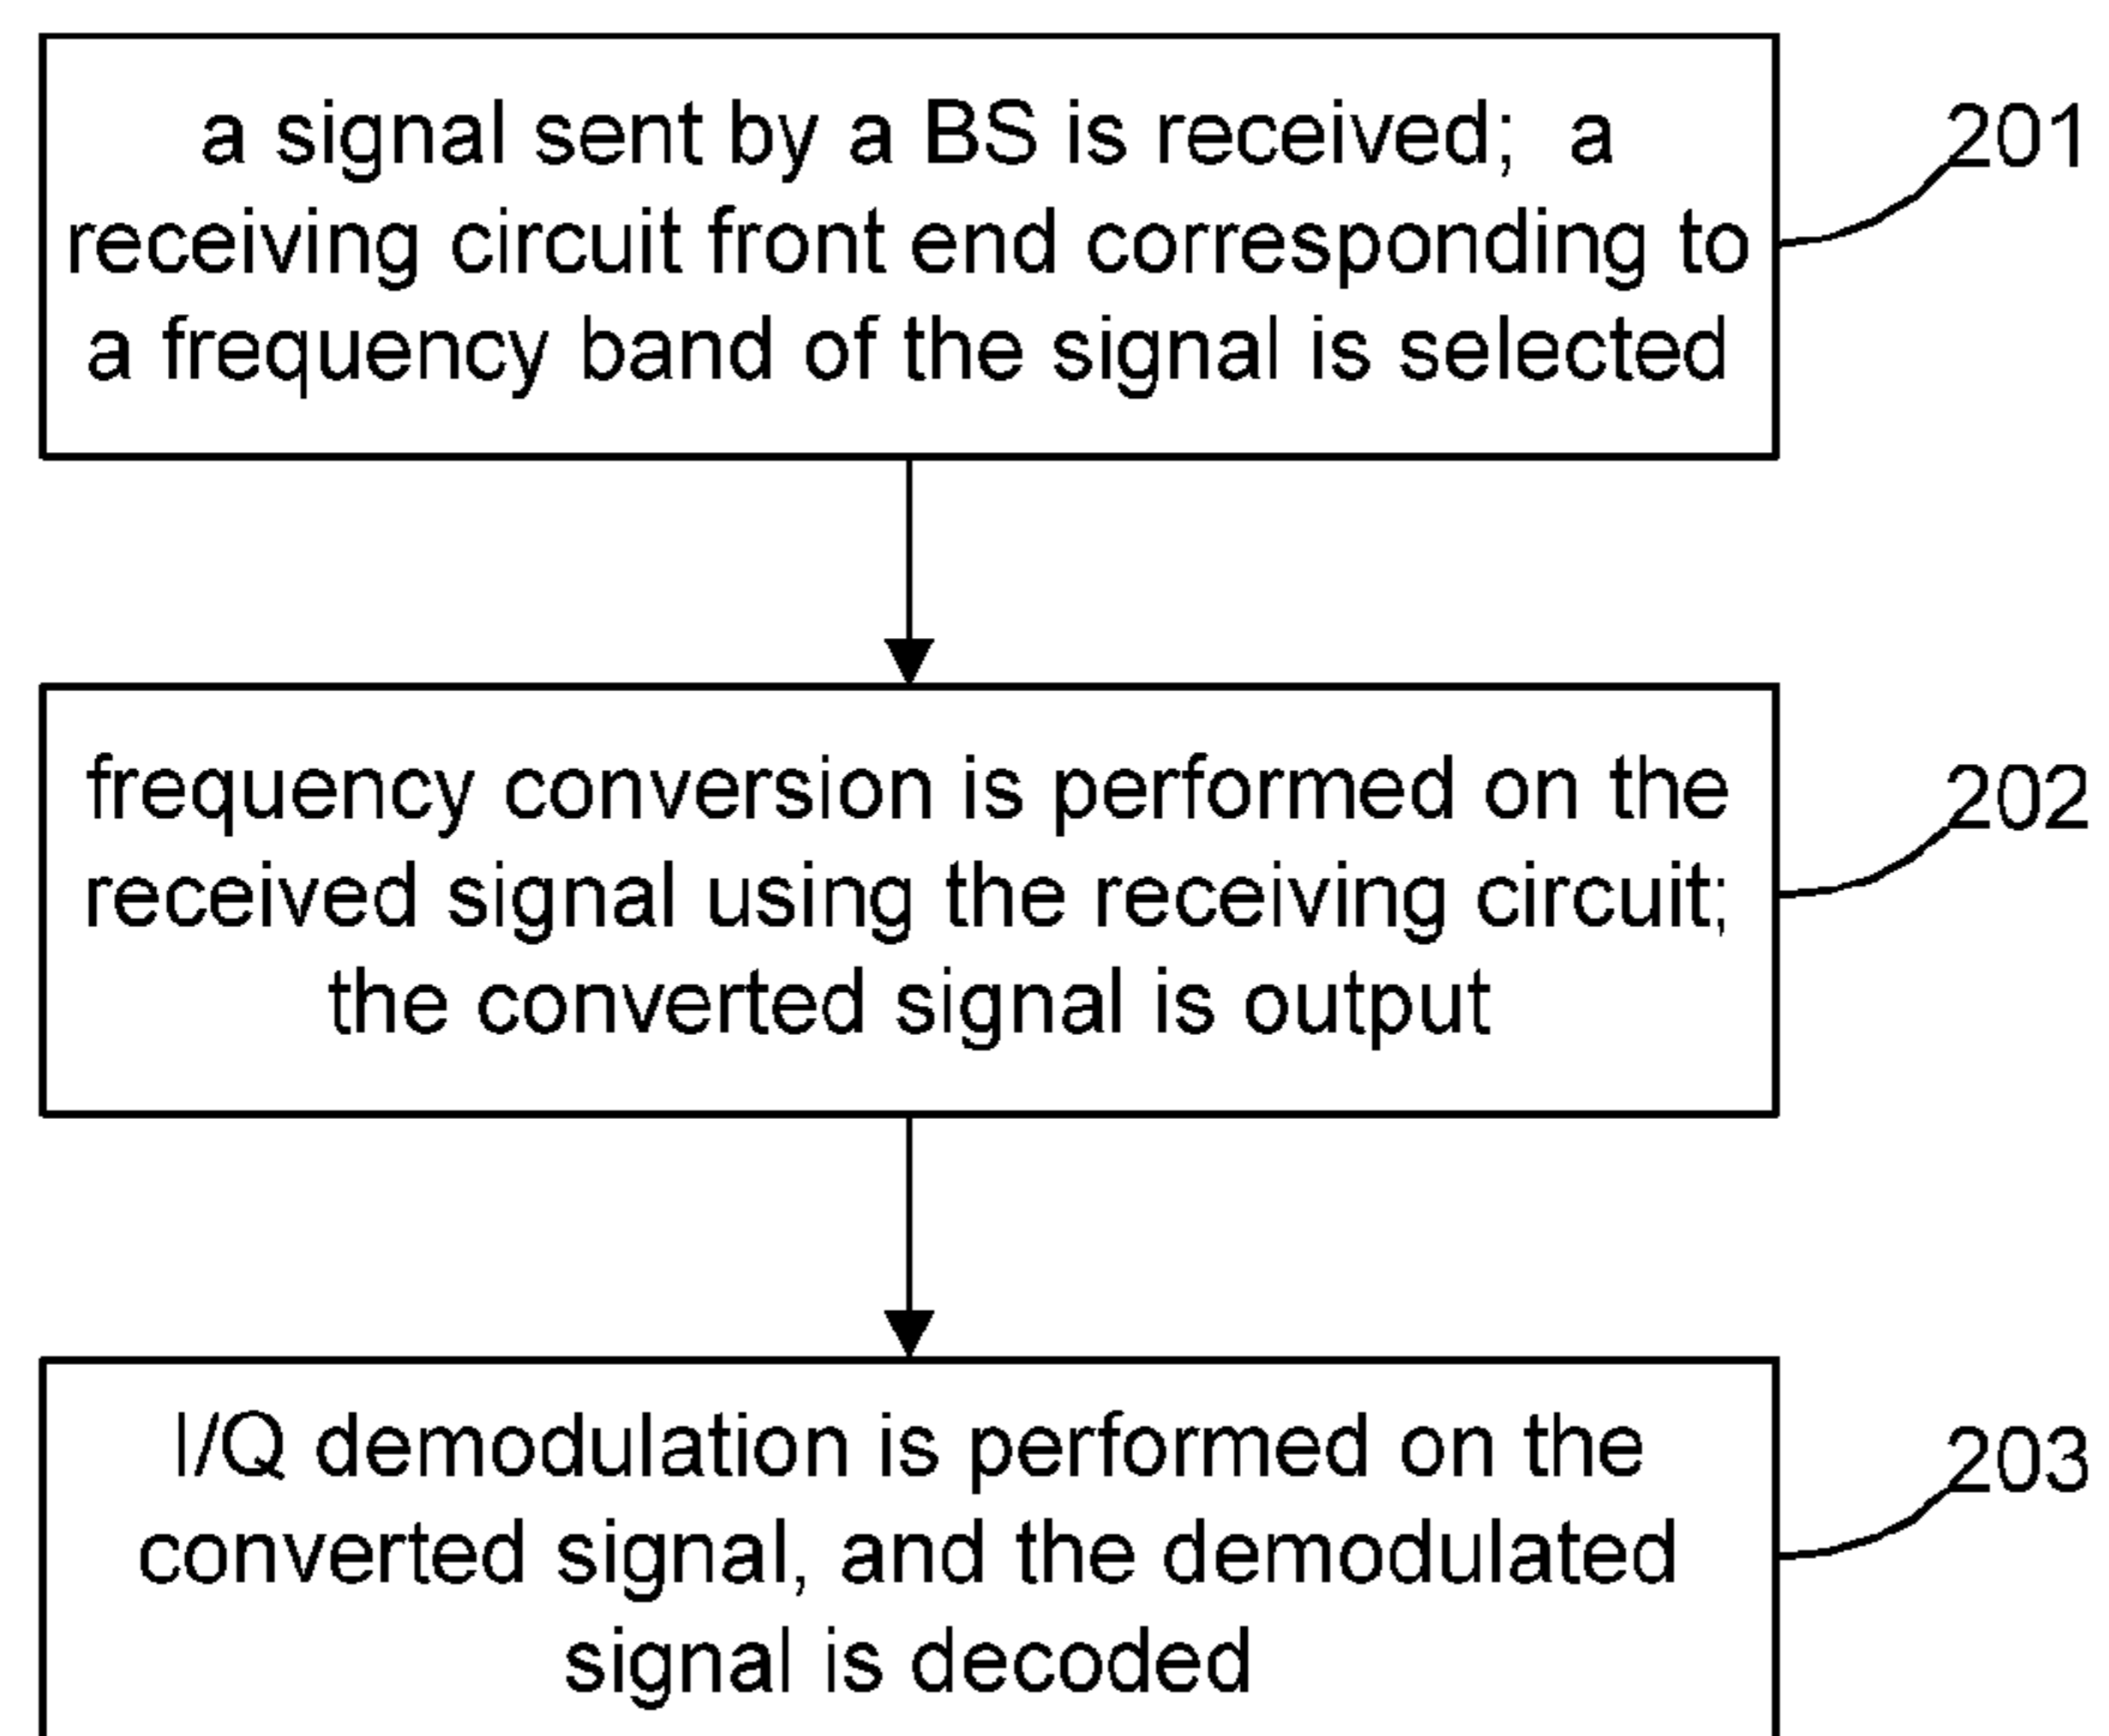 a signal sent by a BS is received; a
receiving circuit front end corresponding to
a frequency band of the signal is selected
201
frequency conversion is performed on the
received signal using the receiving circuit;
the converted signal is output
202
I/Q demodulation is performed on the
converted signal, and the demodulated
signal is decoded
203